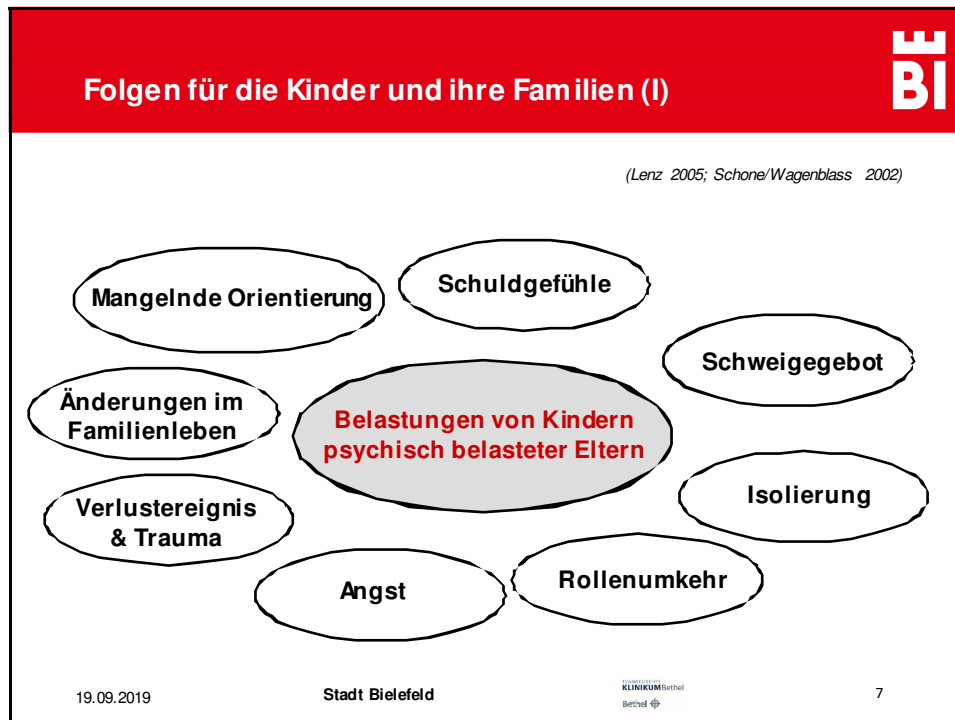 Folgen für die Kinder und ihre Familien (I)
BI
(Lenz 2005; Schone/Wagenblass 2002)
Mangelnde Orientierung
Schuldgefühle
Schweigegebot
Änderungen im
Familienleben
Belastungen von Kindern
psychisch belasteter Eltern
Isolierung
Verlustereignis
& Trauma
Angst
Rollenumkehr
19.09.2019
Stadt Bielefeld
EVANGELISCHES
KLINIKUM Bethel
Bethel
7